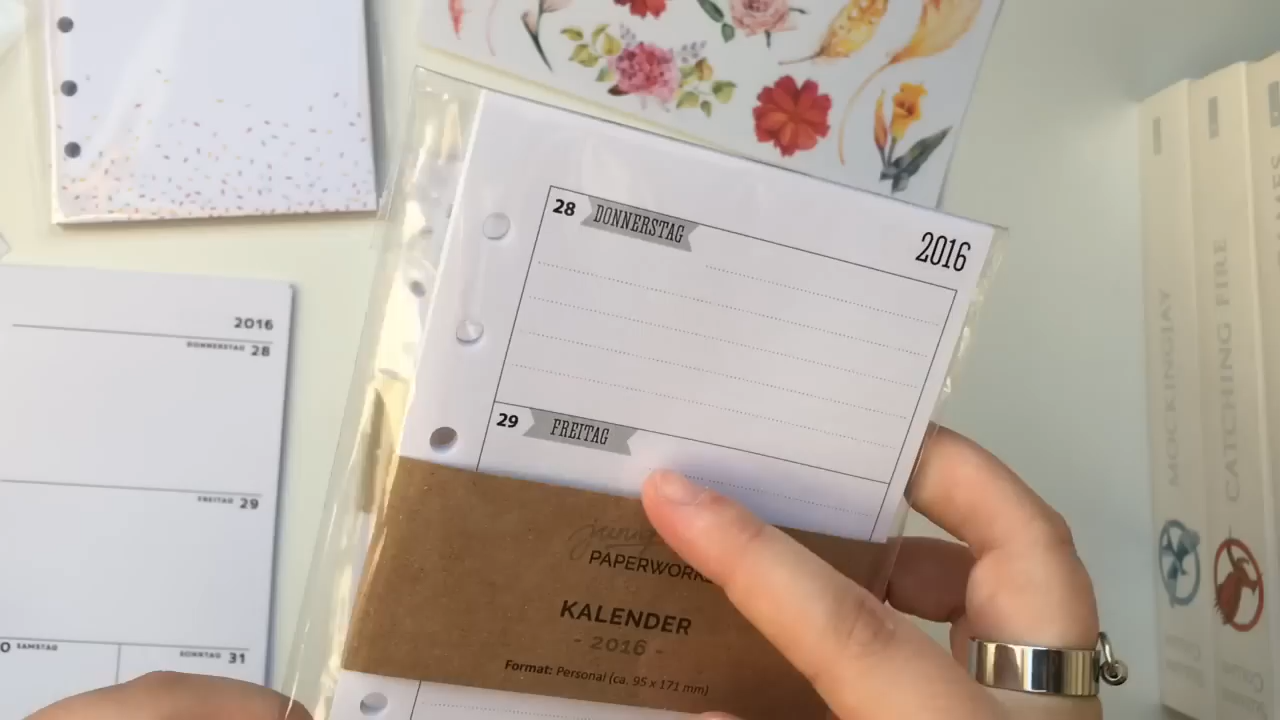 28 DONNERSTAG
2016
29 FREITAG
PAPERWORKS
KALENDER
- 2016 -
Format: Personal (ca. 95 x 171 mm)
2016
DONNERSTAG 28
FREITAG 29
SAMSTAG
SONNTAG 31
MOCKINGJAY
CATCHING FIRE